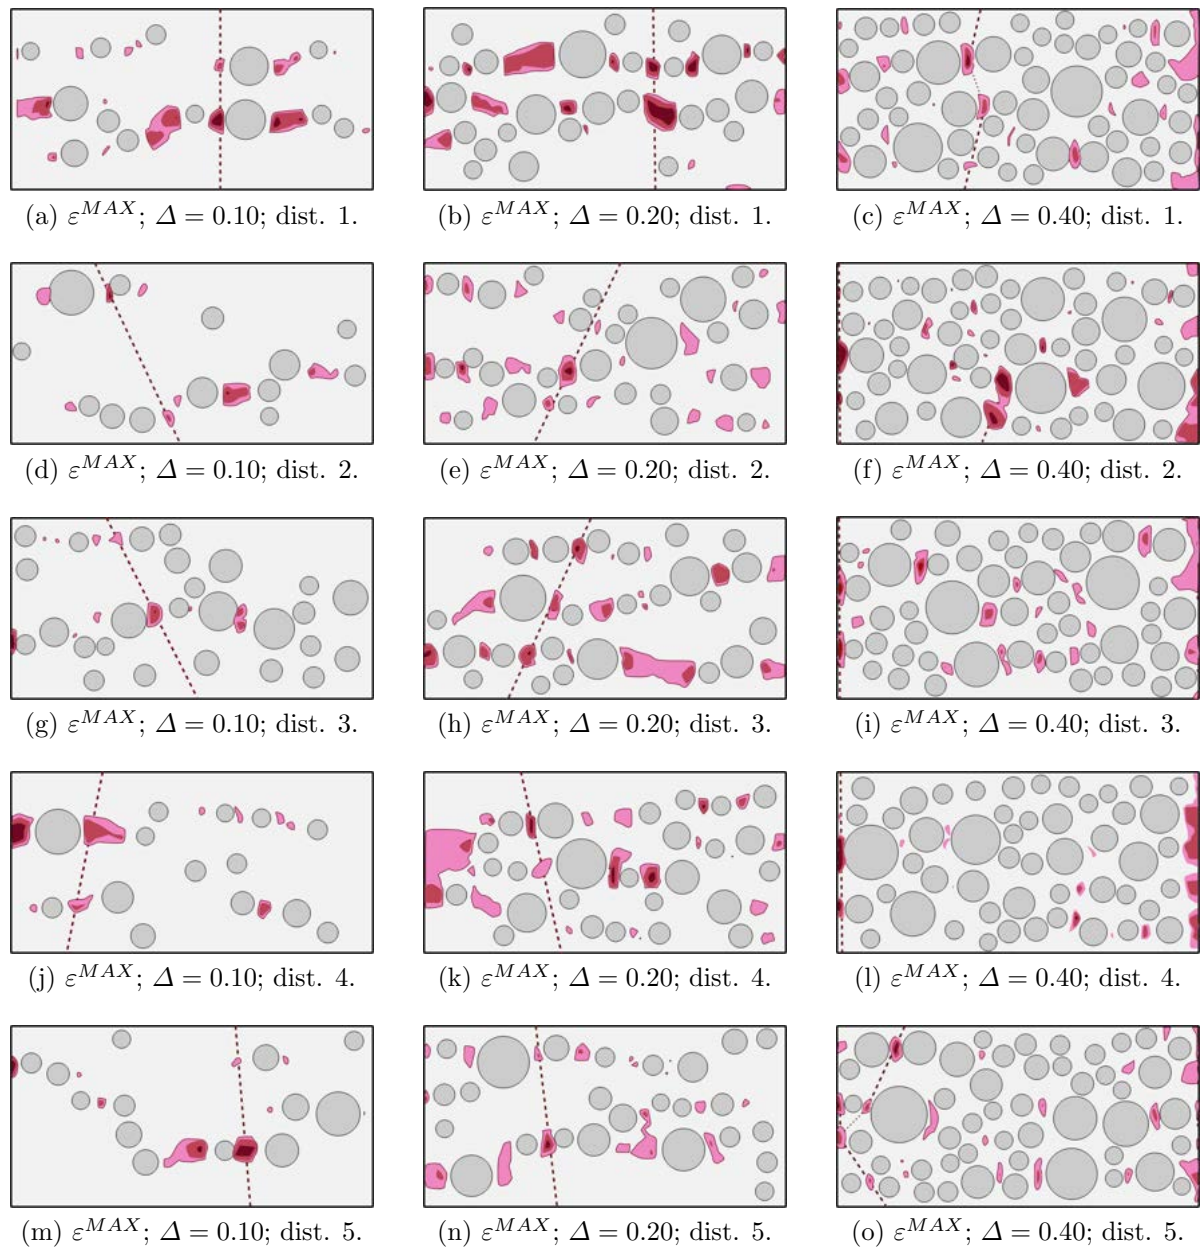 (a) ε^MAX; Δ = 0.10; dist. 1.
(b) ε^MAX; Δ = 0.20; dist. 1.
(c) ε^MAX; Δ = 0.40; dist. 1.
(d) ε^MAX; Δ = 0.10; dist. 2.
(e) ε^MAX; Δ = 0.20; dist. 2.
(f) ε^MAX; Δ = 0.40; dist. 2.
(g) ε^MAX; Δ = 0.10; dist. 3.
(h) ε^MAX; Δ = 0.20; dist. 3.
(i) ε^MAX; Δ = 0.40; dist. 3.
(j) ε^MAX; Δ = 0.10; dist. 4.
(k) ε^MAX; Δ = 0.20; dist. 4.
(l) ε^MAX; Δ = 0.40; dist. 4.
(m) ε^MAX; Δ = 0.10; dist. 5.
(n) ε^MAX; Δ = 0.20; dist. 5.
(o) ε^MAX; Δ = 0.40; dist. 5.